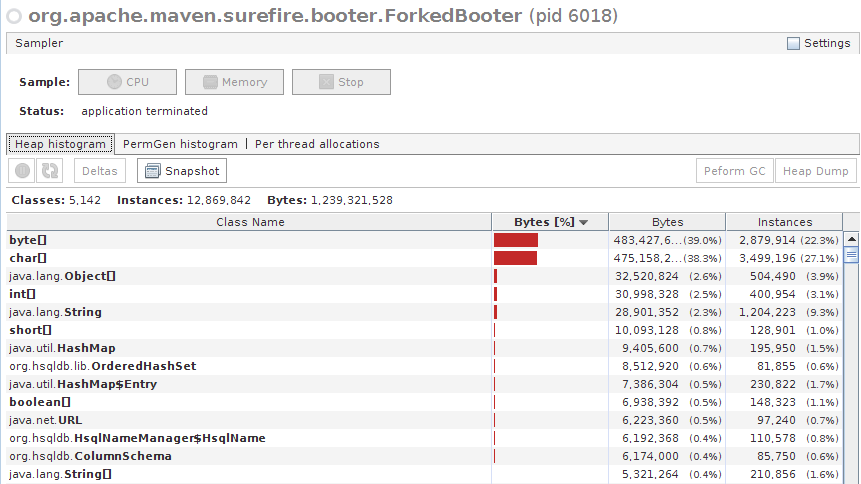 org.apache.maven.surefire.booter.ForkedBooter (pid 6018)
Sampler Settings
Sample: CPU Memory Stop
Status: application terminated
Heap histogram PermGen histogram Per thread allocations
Deltas Snapshot Peform GC Heap Dump
Classes: 5,142 Instances: 12,869,842 Bytes: 1,239,321,528
Class Name Bytes [%] Bytes Instances
byte[] 483,427,6... (39.0%) 2,879,914 (22.3%)
char[] 475,158,2... (38.3%) 3,499,196 (27.1%)
java.lang.Object[] 32,520,824 (2.6%) 504,490 (3.9%)
int[] 30,998,328 (2.5%) 400,954 (3.1%)
java.lang.String 28,901,352 (2.3%) 1,204,223 (9.3%)
short[] 10,093,128 (0.8%) 128,901 (1.0%)
java.util.HashMap 9,405,600 (0.7%) 195,950 (1.5%)
org.hsqldb.lib.OrderedHashSet 8,512,920 (0.6%) 81,855 (0.6%)
java.util.HashMap$Entry 7,386,304 (0.5%) 230,822 (1.7%)
boolean[] 6,938,392 (0.5%) 148,323 (1.1%)
java.net.URL 6,223,360 (0.5%) 97,240 (0.7%)
org.hsqldb.HsqlNameManager$HsqlName 6,192,368 (0.4%) 110,578 (0.8%)
org.hsqldb.ColumnSchema 6,174,000 (0.4%) 85,750 (0.6%)
java.lang.String[] 5,321,264 (0.4%) 210,856 (1.6%)